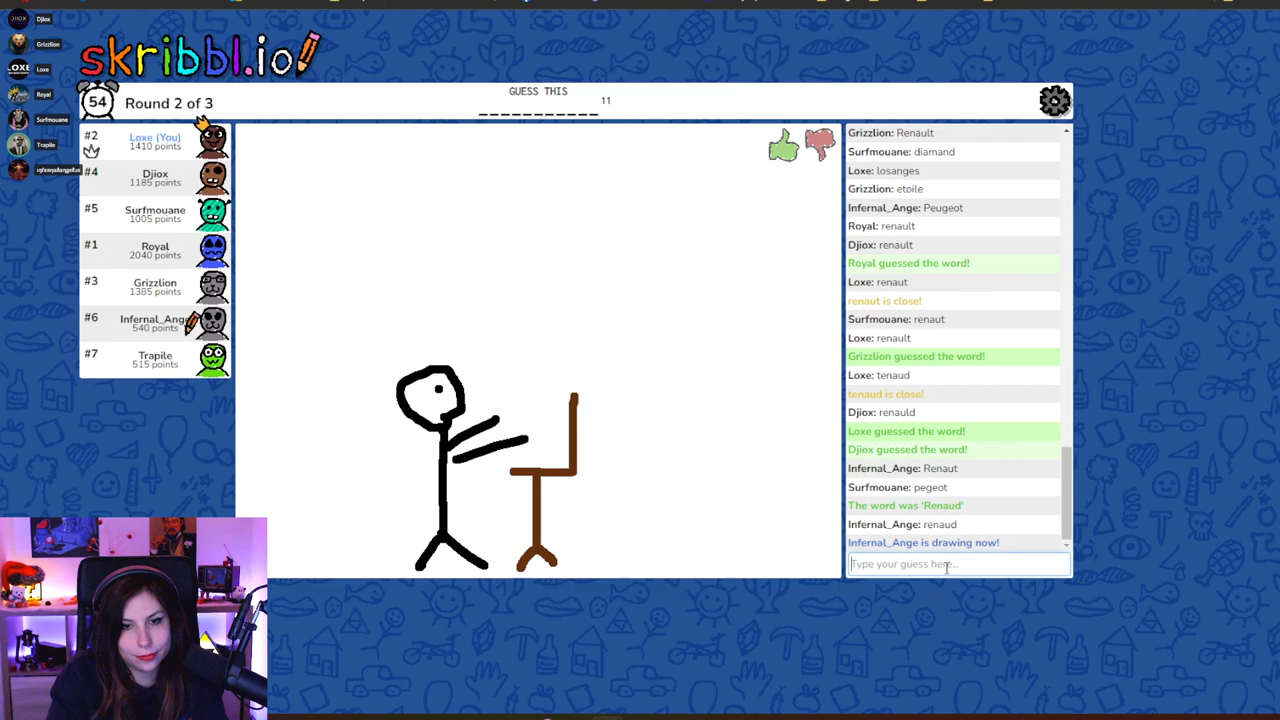 Djiox
Grizzlion
Loxe
Royal
Surfmouane
Trapile
skribbl.io
54
Round 2 of 3
GUESS THIS
11
___________
#2 Loxe (You)
1410 points
#4 Djiox
1185 points
#5 Surfmouane
1005 points
#1 Royal
2040 points
#3 Grizzlion
1385 points
#6 Infernal_Ange
540 points
#7 Trapile
515 points
Grizzlion: Renault
Surfmouane: diamand
Loxe: losanges
Grizzlion: etoile
Infernal_Ange: Peugeot
Royal: renault
Djiox: renault
Royal guessed the word!
Loxe: renaut
renaut is close!
Surfmouane: renaut
Loxe: renault
Grizzlion guessed the word!
Loxe: tenaud
tenaud is close!
Djiox: renauld
Loxe guessed the word!
Djiox guessed the word!
Infernal_Ange: Renaut
Surfmouane: pegeot
The word was 'Renaud'
Infernal_Ange: renaud
Infernal_Ange is drawing now!
Type your guess here...